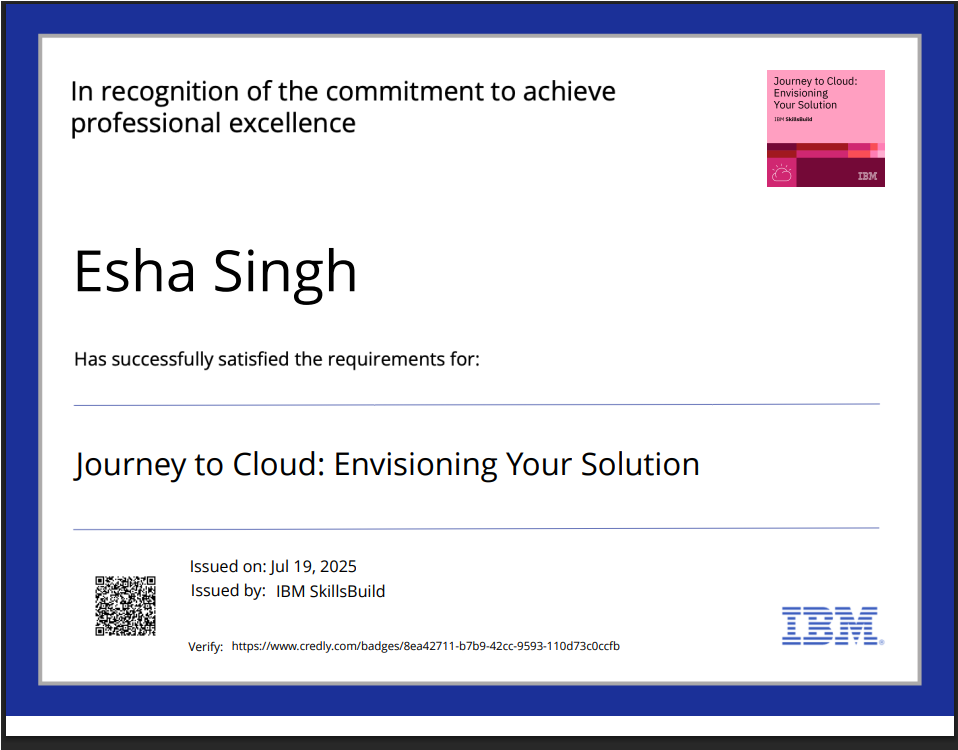 In recognition of the commitment to achieve
professional excellence
Journey to Cloud:
Envisioning
Your Solution
IBM SkillsBuild
IBM
Esha Singh
Has successfully satisfied the requirements for:
Journey to Cloud: Envisioning Your Solution
Issued on: Jul 19, 2025
Issued by: IBM SkillsBuild
IBM®
Verify: https://www.credly.com/badges/8ea42711-b7b9-42cc-9593-110d73c0ccfb